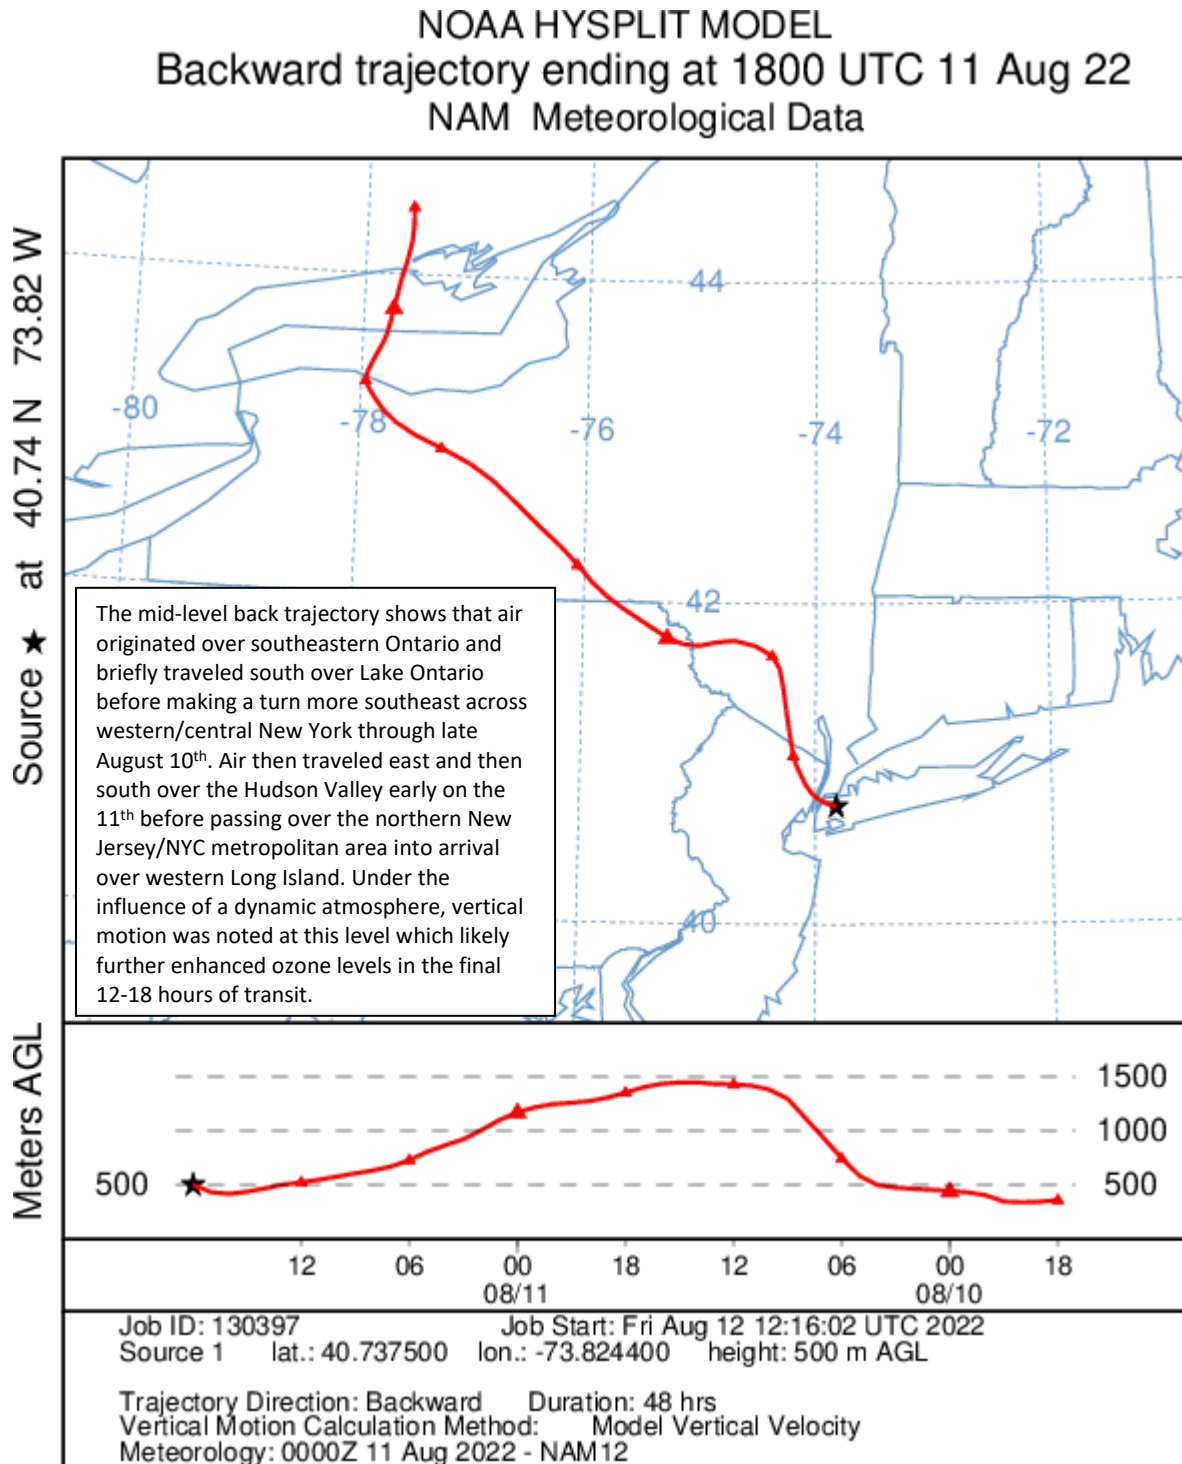 NOAA HYSPLIT MODEL
Backward trajectory ending at 1800 UTC 11 Aug 22
NAM Meteorological Data
Source ★ at 40.74 N 73.82 W
44
-80
-78
-76
-74
-72
42
40
The mid-level back trajectory shows that air
originated over southeastern Ontario and
briefly traveled south over Lake Ontario
before making a turn more southeast across
western/central New York through late
August 10th. Air then traveled east and then
south over the Hudson Valley early on the
11th before passing over the northern New
Jersey/NYC metropolitan area into arrival
over western Long Island. Under the
influence of a dynamic atmosphere, vertical
motion was noted at this level which likely
further enhanced ozone levels in the final
12-18 hours of transit.
Meters AGL
1500
1000
500 500
12 06 00 18 12 06 00 18
08/11 08/10
Job ID: 130397 Job Start: Fri Aug 12 12:16:02 UTC 2022
Source 1 lat.: 40.737500 lon.: -73.824400 height: 500 m AGL
Trajectory Direction: Backward Duration: 48 hrs
Vertical Motion Calculation Method: Model Vertical Velocity
Meteorology: 0000Z 11 Aug 2022 - NAM12